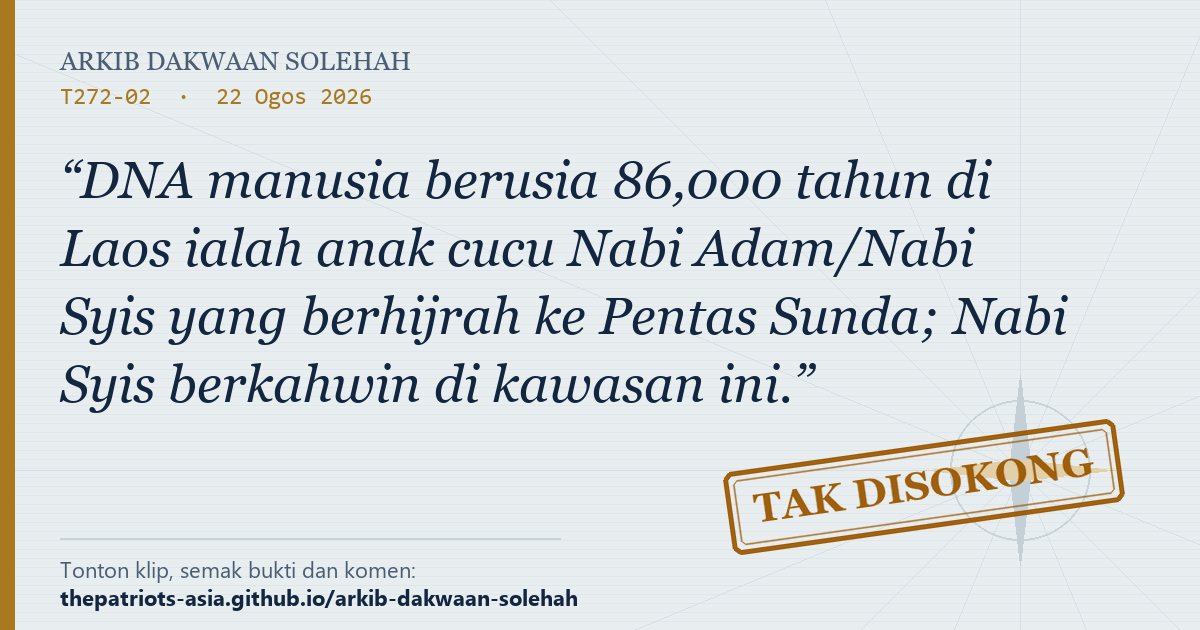 ARKIB DAKWAAN SOLEHAH
T272-02 · 22 Ogos 2026
“DNA manusia berusia 86,000 tahun di
Laos ialah anak cucu Nabi Adam/Nabi
Syis yang berhijrah ke Pentas Sunda; Nabi
Syis berkahwin di kawasan ini.”
TAK DISOKONG
Tonton klip, semak bukti dan komen:
thepatriots-asia.github.io/arkib-dakwaan-solehah